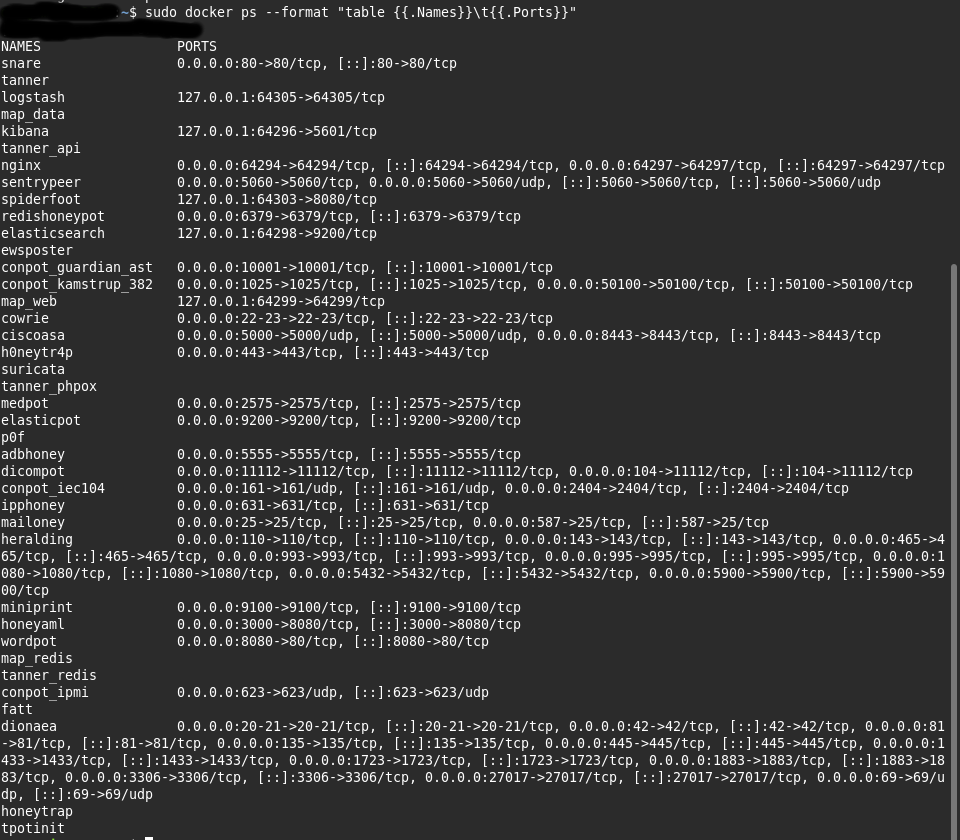 ~$ sudo docker ps --format "table {{.Names}}\t{{.Ports}}"
NAMES PORTS
snare 0.0.0.0:80->80/tcp, [::]:80->80/tcp
tanner
logstash 127.0.0.1:64305->64305/tcp
map_data
kibana 127.0.0.1:64296->5601/tcp
tanner_api
nginx 0.0.0.0:64294->64294/tcp, [::]:64294->64294/tcp, 0.0.0.0:64297->64297/tcp, [::]:64297->64297/tcp
sentrypeer 0.0.0.0:5060->5060/tcp, 0.0.0.0:5060->5060/udp, [::]:5060->5060/tcp, [::]:5060->5060/udp
spiderfoot 127.0.0.1:64303->8080/tcp
redishoneypot 0.0.0.0:6379->6379/tcp, [::]:6379->6379/tcp
elasticsearch 127.0.0.1:64298->9200/tcp
ewsposter
conpot_guardian_ast 0.0.0.0:10001->10001/tcp, [::]:10001->10001/tcp
conpot_kamstrup_382 0.0.0.0:1025->1025/tcp, [::]:1025->1025/tcp, 0.0.0.0:50100->50100/tcp, [::]:50100->50100/tcp
map_web 127.0.0.1:64299->64299/tcp
cowrie 0.0.0.0:22-23->22-23/tcp, [::]:22-23->22-23/tcp
ciscoasa 0.0.0.0:5000->5000/udp, [::]:5000->5000/udp, 0.0.0.0:8443->8443/tcp, [::]:8443->8443/tcp
h0neytr4p 0.0.0.0:443->443/tcp, [::]:443->443/tcp
suricata
tanner_phpox
medpot 0.0.0.0:2575->2575/tcp, [::]:2575->2575/tcp
elasticpot 0.0.0.0:9200->9200/tcp, [::]:9200->9200/tcp
p0f
adbhoney 0.0.0.0:5555->5555/tcp, [::]:5555->5555/tcp
dicompot 0.0.0.0:11112->11112/tcp, [::]:11112->11112/tcp, 0.0.0.0:104->11112/tcp, [::]:104->11112/tcp
conpot_iec104 0.0.0.0:161->161/udp, [::]:161->161/udp, 0.0.0.0:2404->2404/tcp, [::]:2404->2404/tcp
ipphoney 0.0.0.0:631->631/tcp, [::]:631->631/tcp
mailoney 0.0.0.0:25->25/tcp, [::]:25->25/tcp, 0.0.0.0:587->25/tcp, [::]:587->25/tcp
heralding 0.0.0.0:110->110/tcp, [::]:110->110/tcp, 0.0.0.0:143->143/tcp, [::]:143->143/tcp, 0.0.0.0:465->4
65/tcp, [::]:465->465/tcp, 0.0.0.0:993->993/tcp, [::]:993->993/tcp, 0.0.0.0:995->995/tcp, [::]:995->995/tcp, 0.0.0.0:1
080->1080/tcp, [::]:1080->1080/tcp, 0.0.0.0:5432->5432/tcp, [::]:5432->5432/tcp, 0.0.0.0:5900->5900/tcp, [::]:5900->59
00/tcp
miniprint 0.0.0.0:9100->9100/tcp, [::]:9100->9100/tcp
honeyaml 0.0.0.0:3000->8080/tcp, [::]:3000->8080/tcp
wordpot 0.0.0.0:8080->80/tcp, [::]:8080->80/tcp
map_redis
tanner_redis
conpot_ipmi 0.0.0.0:623->623/udp, [::]:623->623/udp
fatt
dionaea 0.0.0.0:20-21->20-21/tcp, [::]:20-21->20-21/tcp, 0.0.0.0:42->42/tcp, [::]:42->42/tcp, 0.0.0.0:81
->81/tcp, [::]:81->81/tcp, 0.0.0.0:135->135/tcp, [::]:135->135/tcp, 0.0.0.0:445->445/tcp, [::]:445->445/tcp, 0.0.0.0:1
433->1433/tcp, [::]:1433->1433/tcp, 0.0.0.0:1723->1723/tcp, [::]:1723->1723/tcp, 0.0.0.0:1883->1883/tcp, [::]:1883->18
83/tcp, 0.0.0.0:3306->3306/tcp, [::]:3306->3306/tcp, 0.0.0.0:27017->27017/tcp, [::]:27017->27017/tcp, 0.0.0.0:69->69/u
dp, [::]:69->69/udp
honeytrap
tpotinit